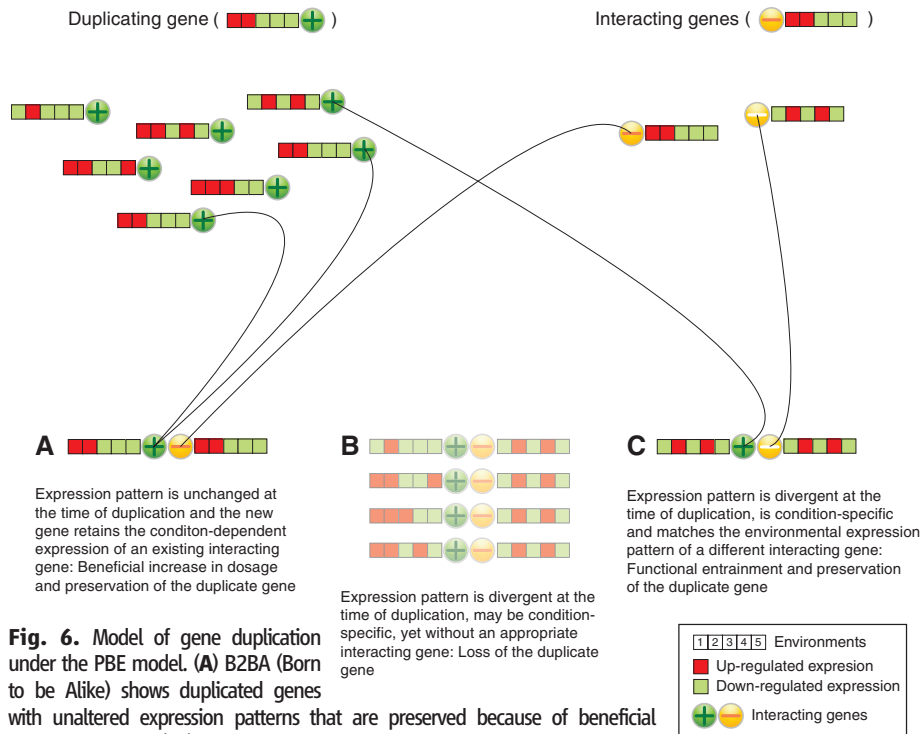 Duplicating gene ( )
Interacting genes ( )
A
Expression pattern is unchanged at
the time of duplication and the new
gene retains the conditon-dependent
expression of an existing interacting
gene: Beneficial increase in dosage
and preservation of the duplicate gene
B
Expression pattern is divergent at the
time of duplication, may be condition-
specific, yet without an appropriate
interacting gene: Loss of the duplicate
gene
C
Expression pattern is divergent at the
time of duplication, is condition-specific
and matches the environmental expression
pattern of a different interacting gene:
Functional entrainment and preservation
of the duplicate gene
1 2 3 4 5 Environments
Up-regulated expresion
Down-regulated expression
Interacting genes
Fig. 6. Model of gene duplication
under the PBE model. (A) B2BA (Born
to be Alike) shows duplicated genes
with unaltered expression patterns that are preserved because of beneficial